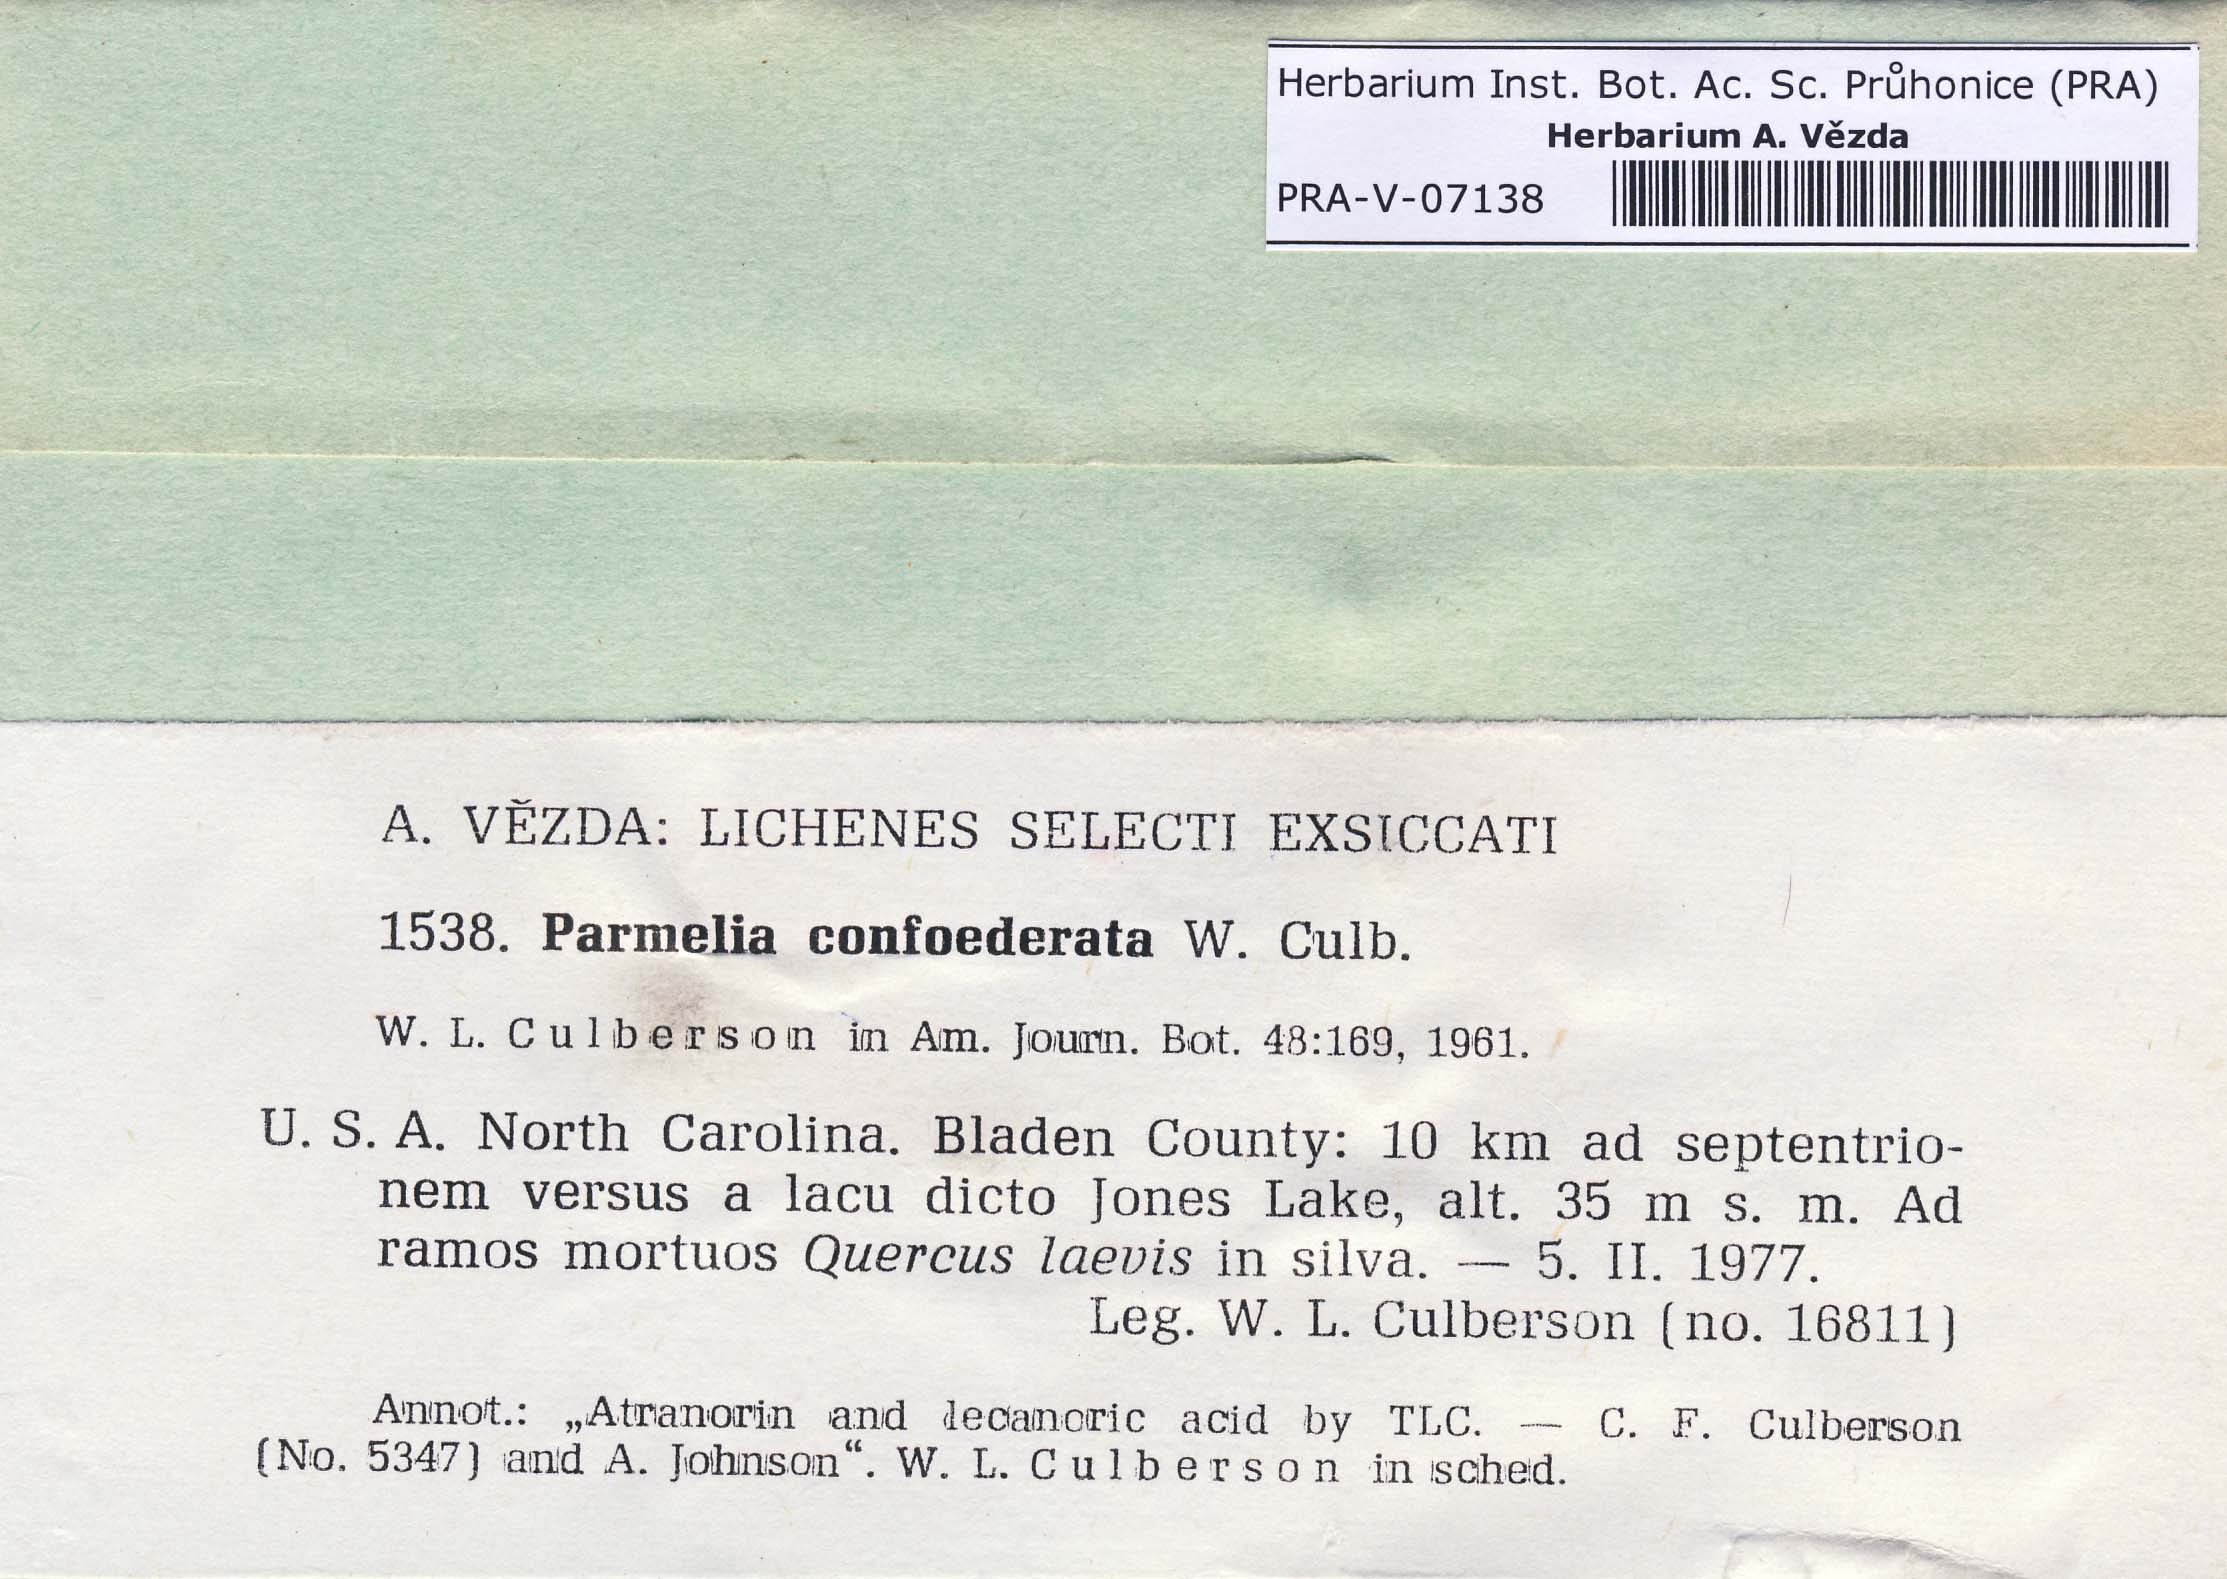 Herbarium Inst. Bot. Ac. Sc. Průhonice (PRA)
Herbarium A. Vězda
PRA-V-07138
A. VĚZDA: LICHENES SELECTI EXSICCATI
1538. Parmelia confoederata W. Culb.
W. L. Culberson in Am. Journ. Bot. 48:169, 1961.
U. S. A. North Carolina. Bladen County: 10 km ad septentrio-
nem versus a lacu dicto Jones Lake, alt. 35 m s. m. Ad
ramos mortuos Quercus laevis in silva. — 5. II. 1977.
Leg. W. L. Culberson (no. 16811)
Annot.: „Atranorin and lecanoric acid by TLC. — C. F. Culberson
(No. 5347) and A. Johnson“. W. L. Culberson in sched.